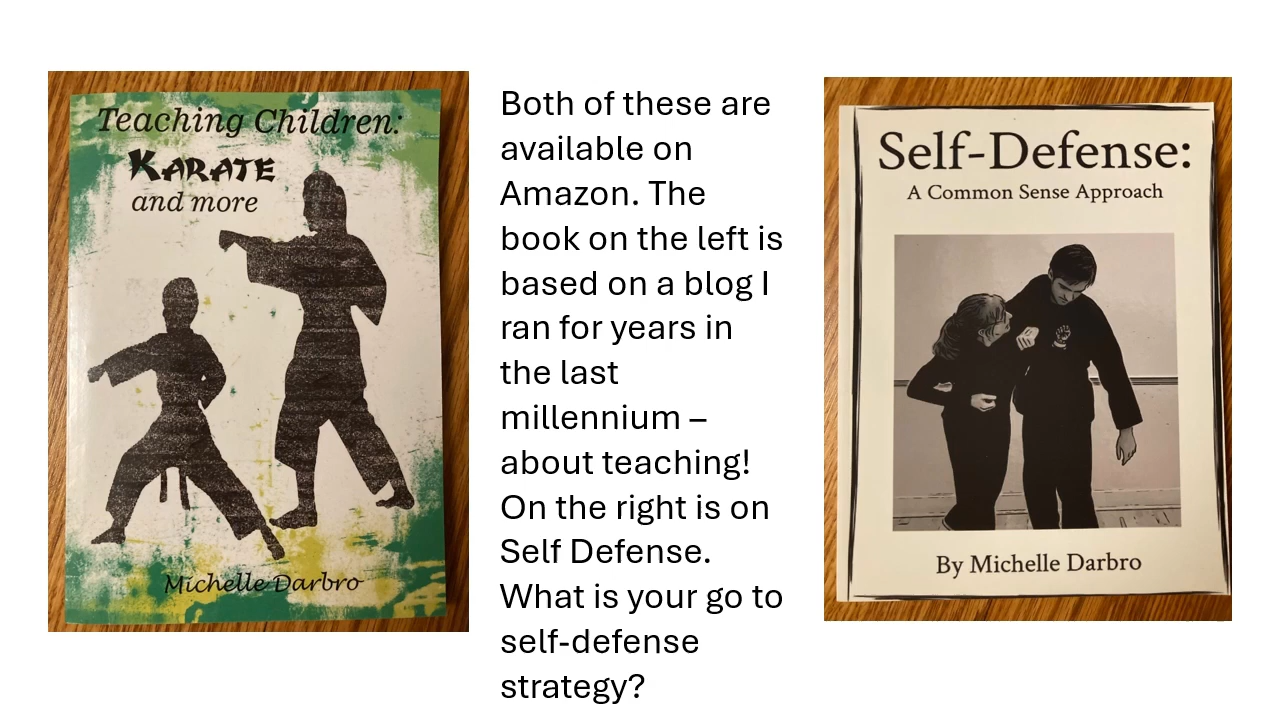 Teaching Children:
KARATE
and more
Michelle Darbro
Both of these are
available on
Amazon. The
book on the left is
based on a blog I
ran for years in
the last
millennium –
about teaching!
On the right is on
Self Defense.
What is your go to
self-defense
strategy?
Self-Defense:
A Common Sense Approach
By Michelle Darbro